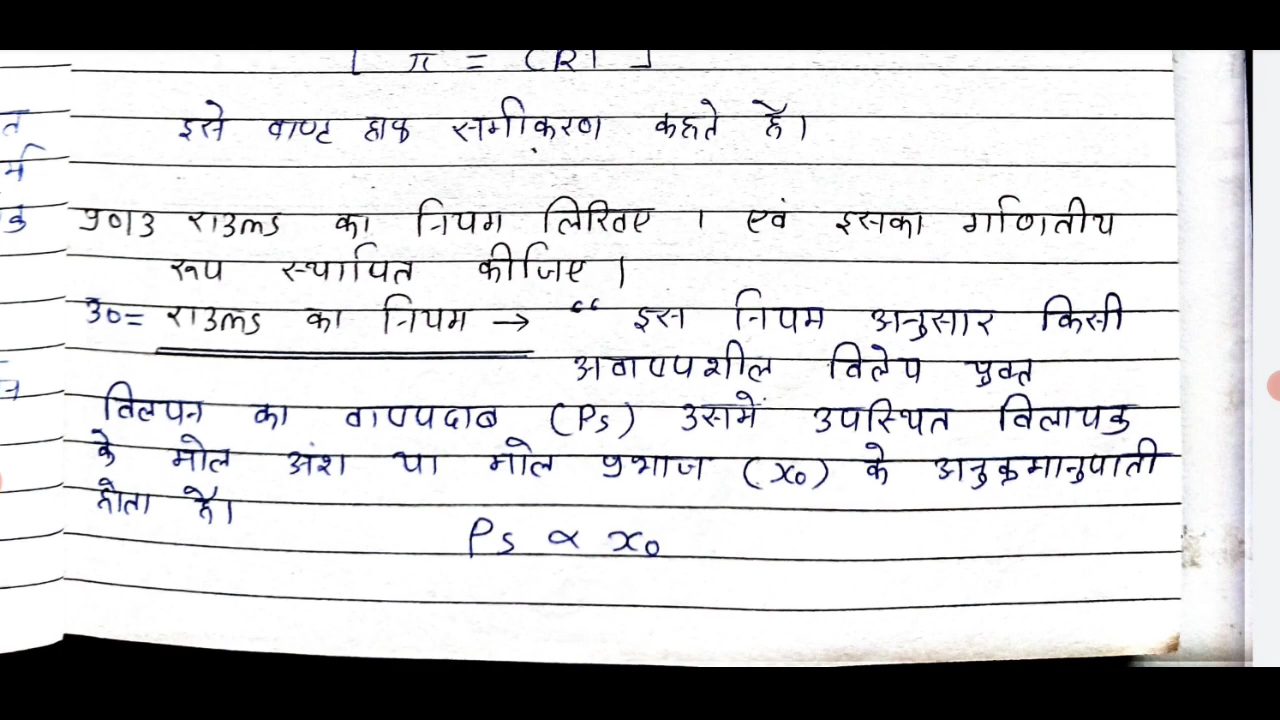 [ π = CRT ]
इसे वाण्ट हाफ समीकरण कहते हैं।
प्र०13 राउल्ट का नियम लिखिए । एवं इसका गणितीय
रूप स्थापित कीजिए ।
उ०= राउल्ट का नियम → “ इस नियम अनुसार किसी
अवाष्पशील विलेय युक्त
विलयन का वाष्पदाब (Ps) उसमें उपस्थित विलायक
के मोल अंश या मोल प्रभाज (x₀) के अनुक्रमानुपाती
होता है।
Ps ∝ x₀